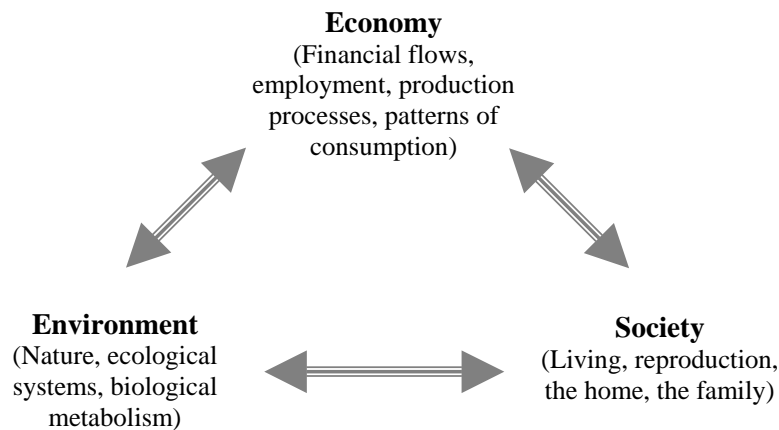 Economy
(Financial flows,
employment, production
processes, patterns of
consumption)
Environment
(Nature, ecological
systems, biological
metabolism)
Society
(Living, reproduction,
the home, the family)